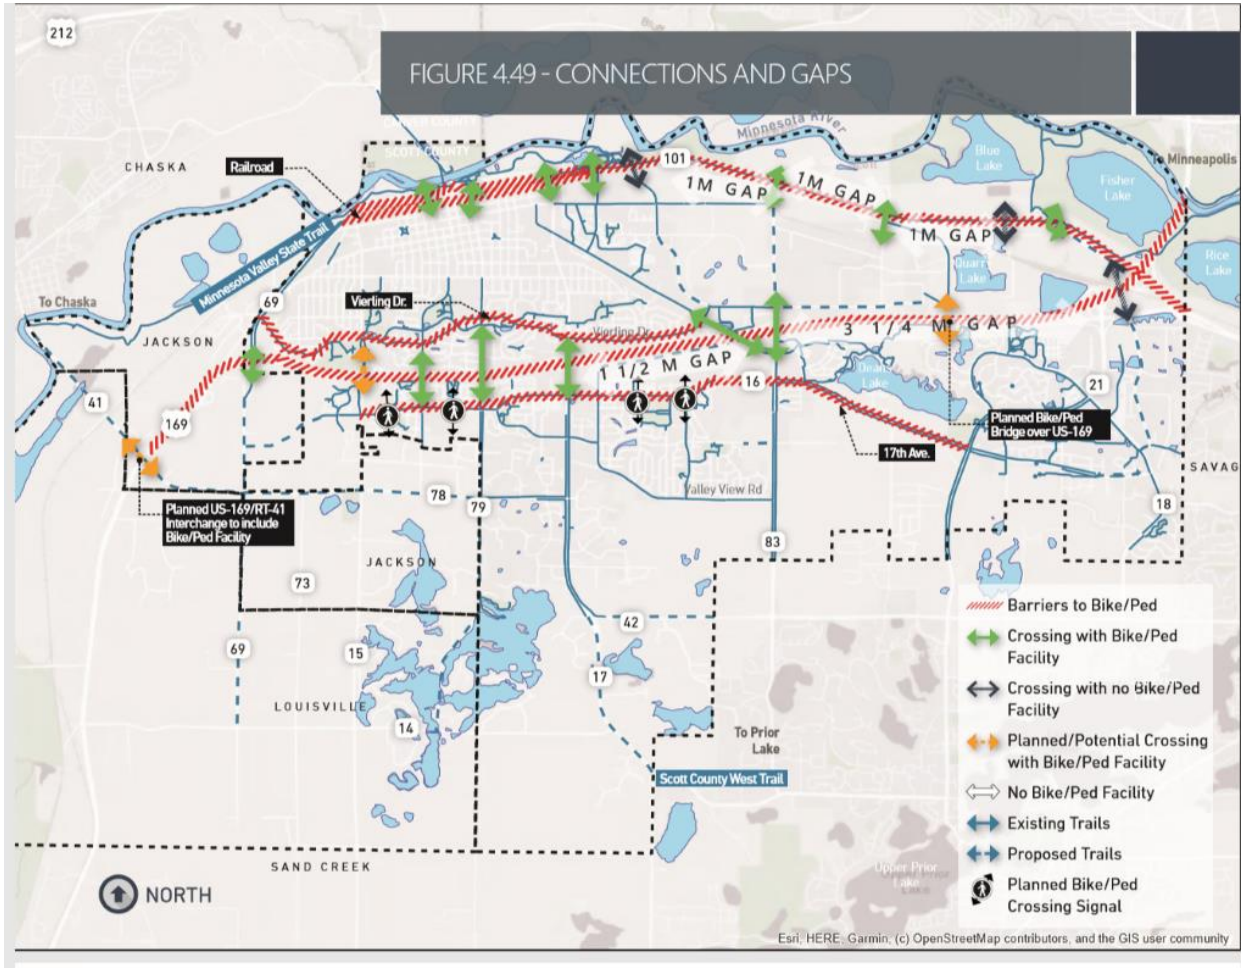 212
FIGURE 4.49 - CONNECTIONS AND GAPS
SCOTT COUNTY
Minnesota River
To Minneapolis
CHASKA
Railroad
101
Blue
Lake
Fisher
Lake
1M GAP
1M GAP
1M GAP
Minnesota Valley State Trail
Rice
Lake
To Chaska
69
Vierling Dr.
Vierling Dr.
JACKSON
3 1/4 M GAP
1 1/2 M GAP
Dean
Lake
16
21
41
169
Planned Bike/Ped
Bridge over US-169
17th Ave.
SAVAG
Planned US-169/RT-41
Interchange to include
Bike/Ped Facility
78
79
Valley View Rd
18
83
JACKSON
73
42
69
15
17
LOUISVILLE
14
To Prior
Lake
Scott County West Trail
SAND CREEK
Upper Prior
Lake
NORTH
Barriers to Bike/Ped
Crossing with Bike/Ped
Facility
Crossing with no Bike/Ped
Facility
Planned/Potential Crossing
with Bike/Ped Facility
No Bike/Ped Facility
Existing Trails
Proposed Trails
Planned Bike/Ped
Crossing Signal
Esri, HERE, Garmin, (c) OpenStreetMap contributors, and the GIS user community